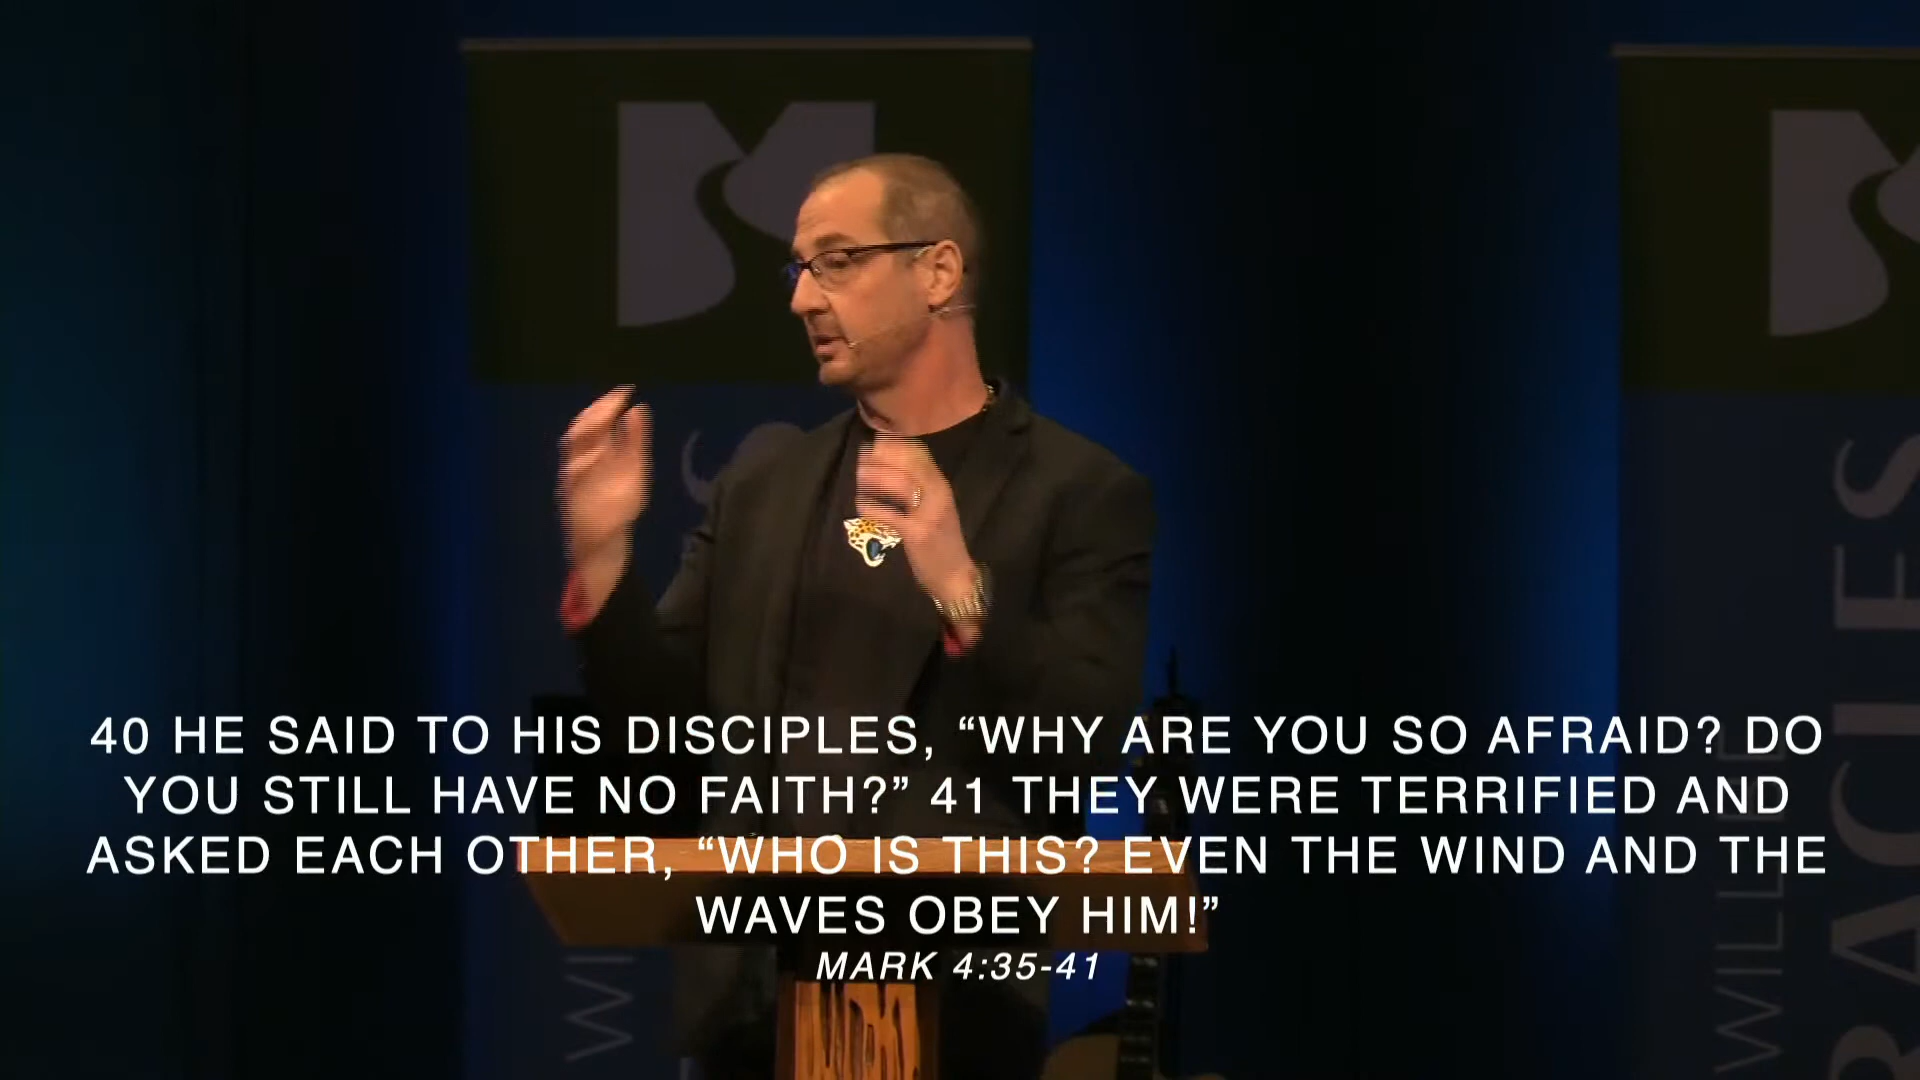 40 HE SAID TO HIS DISCIPLES, “WHY ARE YOU SO AFRAID? DO
YOU STILL HAVE NO FAITH?” 41 THEY WERE TERRIFIED AND
ASKED EACH OTHER, “WHO IS THIS? EVEN THE WIND AND THE
WAVES OBEY HIM!”
MARK 4:35-41